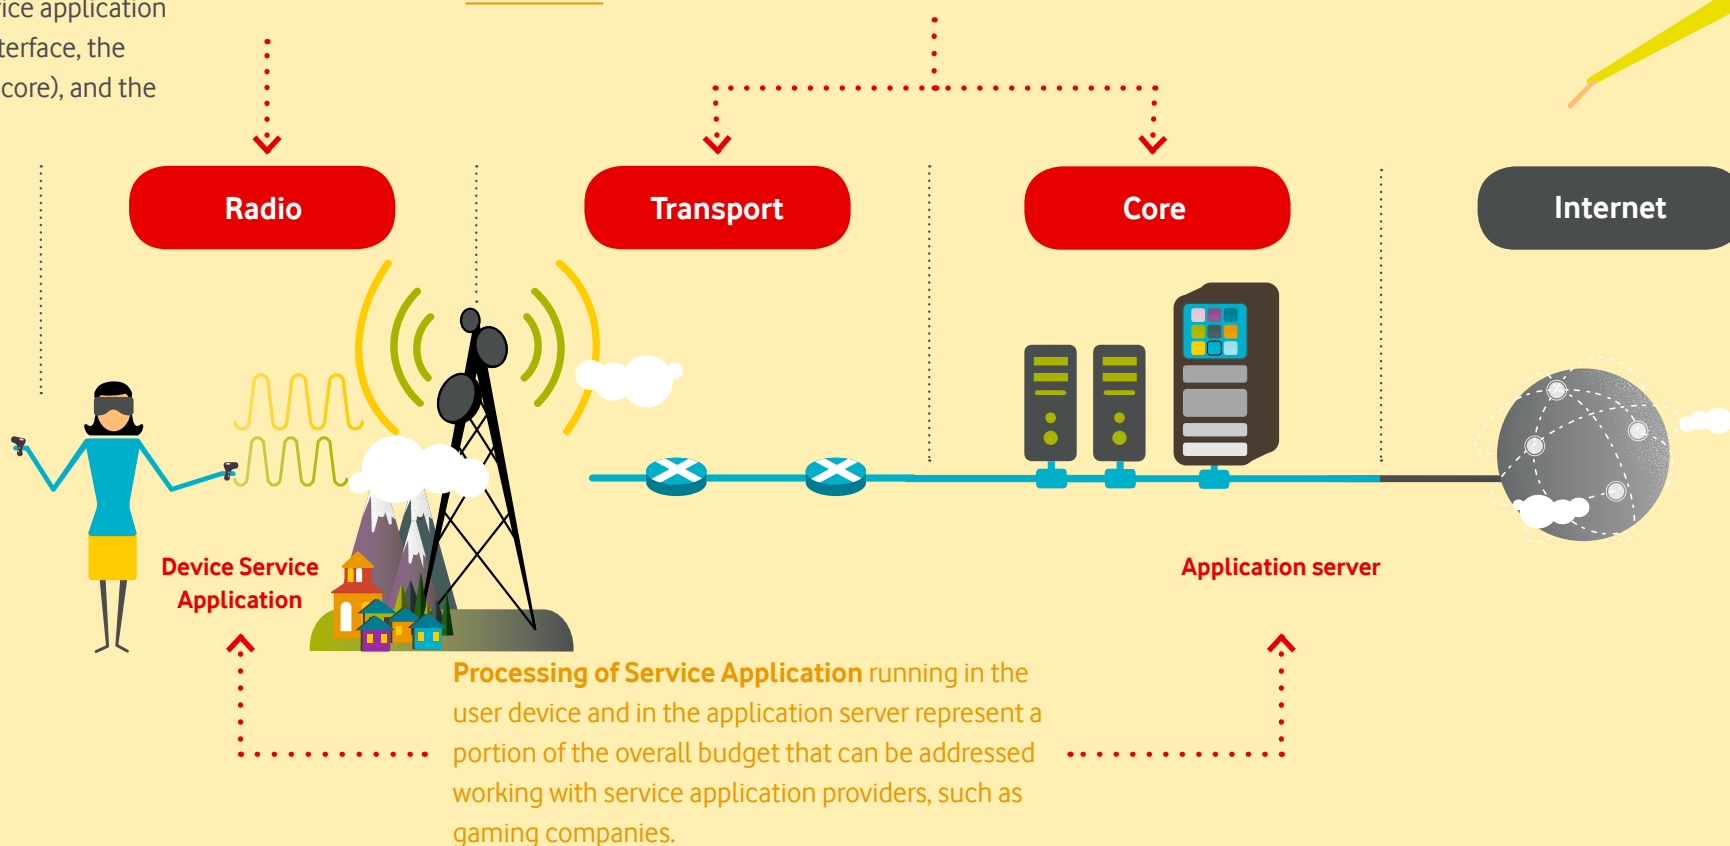 vice application
terface, the
core), and the
Radio
Transport
Core
Internet
Device Service
Application
Application server
Processing of Service Application running in the
user device and in the application server represent a
portion of the overall budget that can be addressed
working with service application providers, such as
gaming companies.